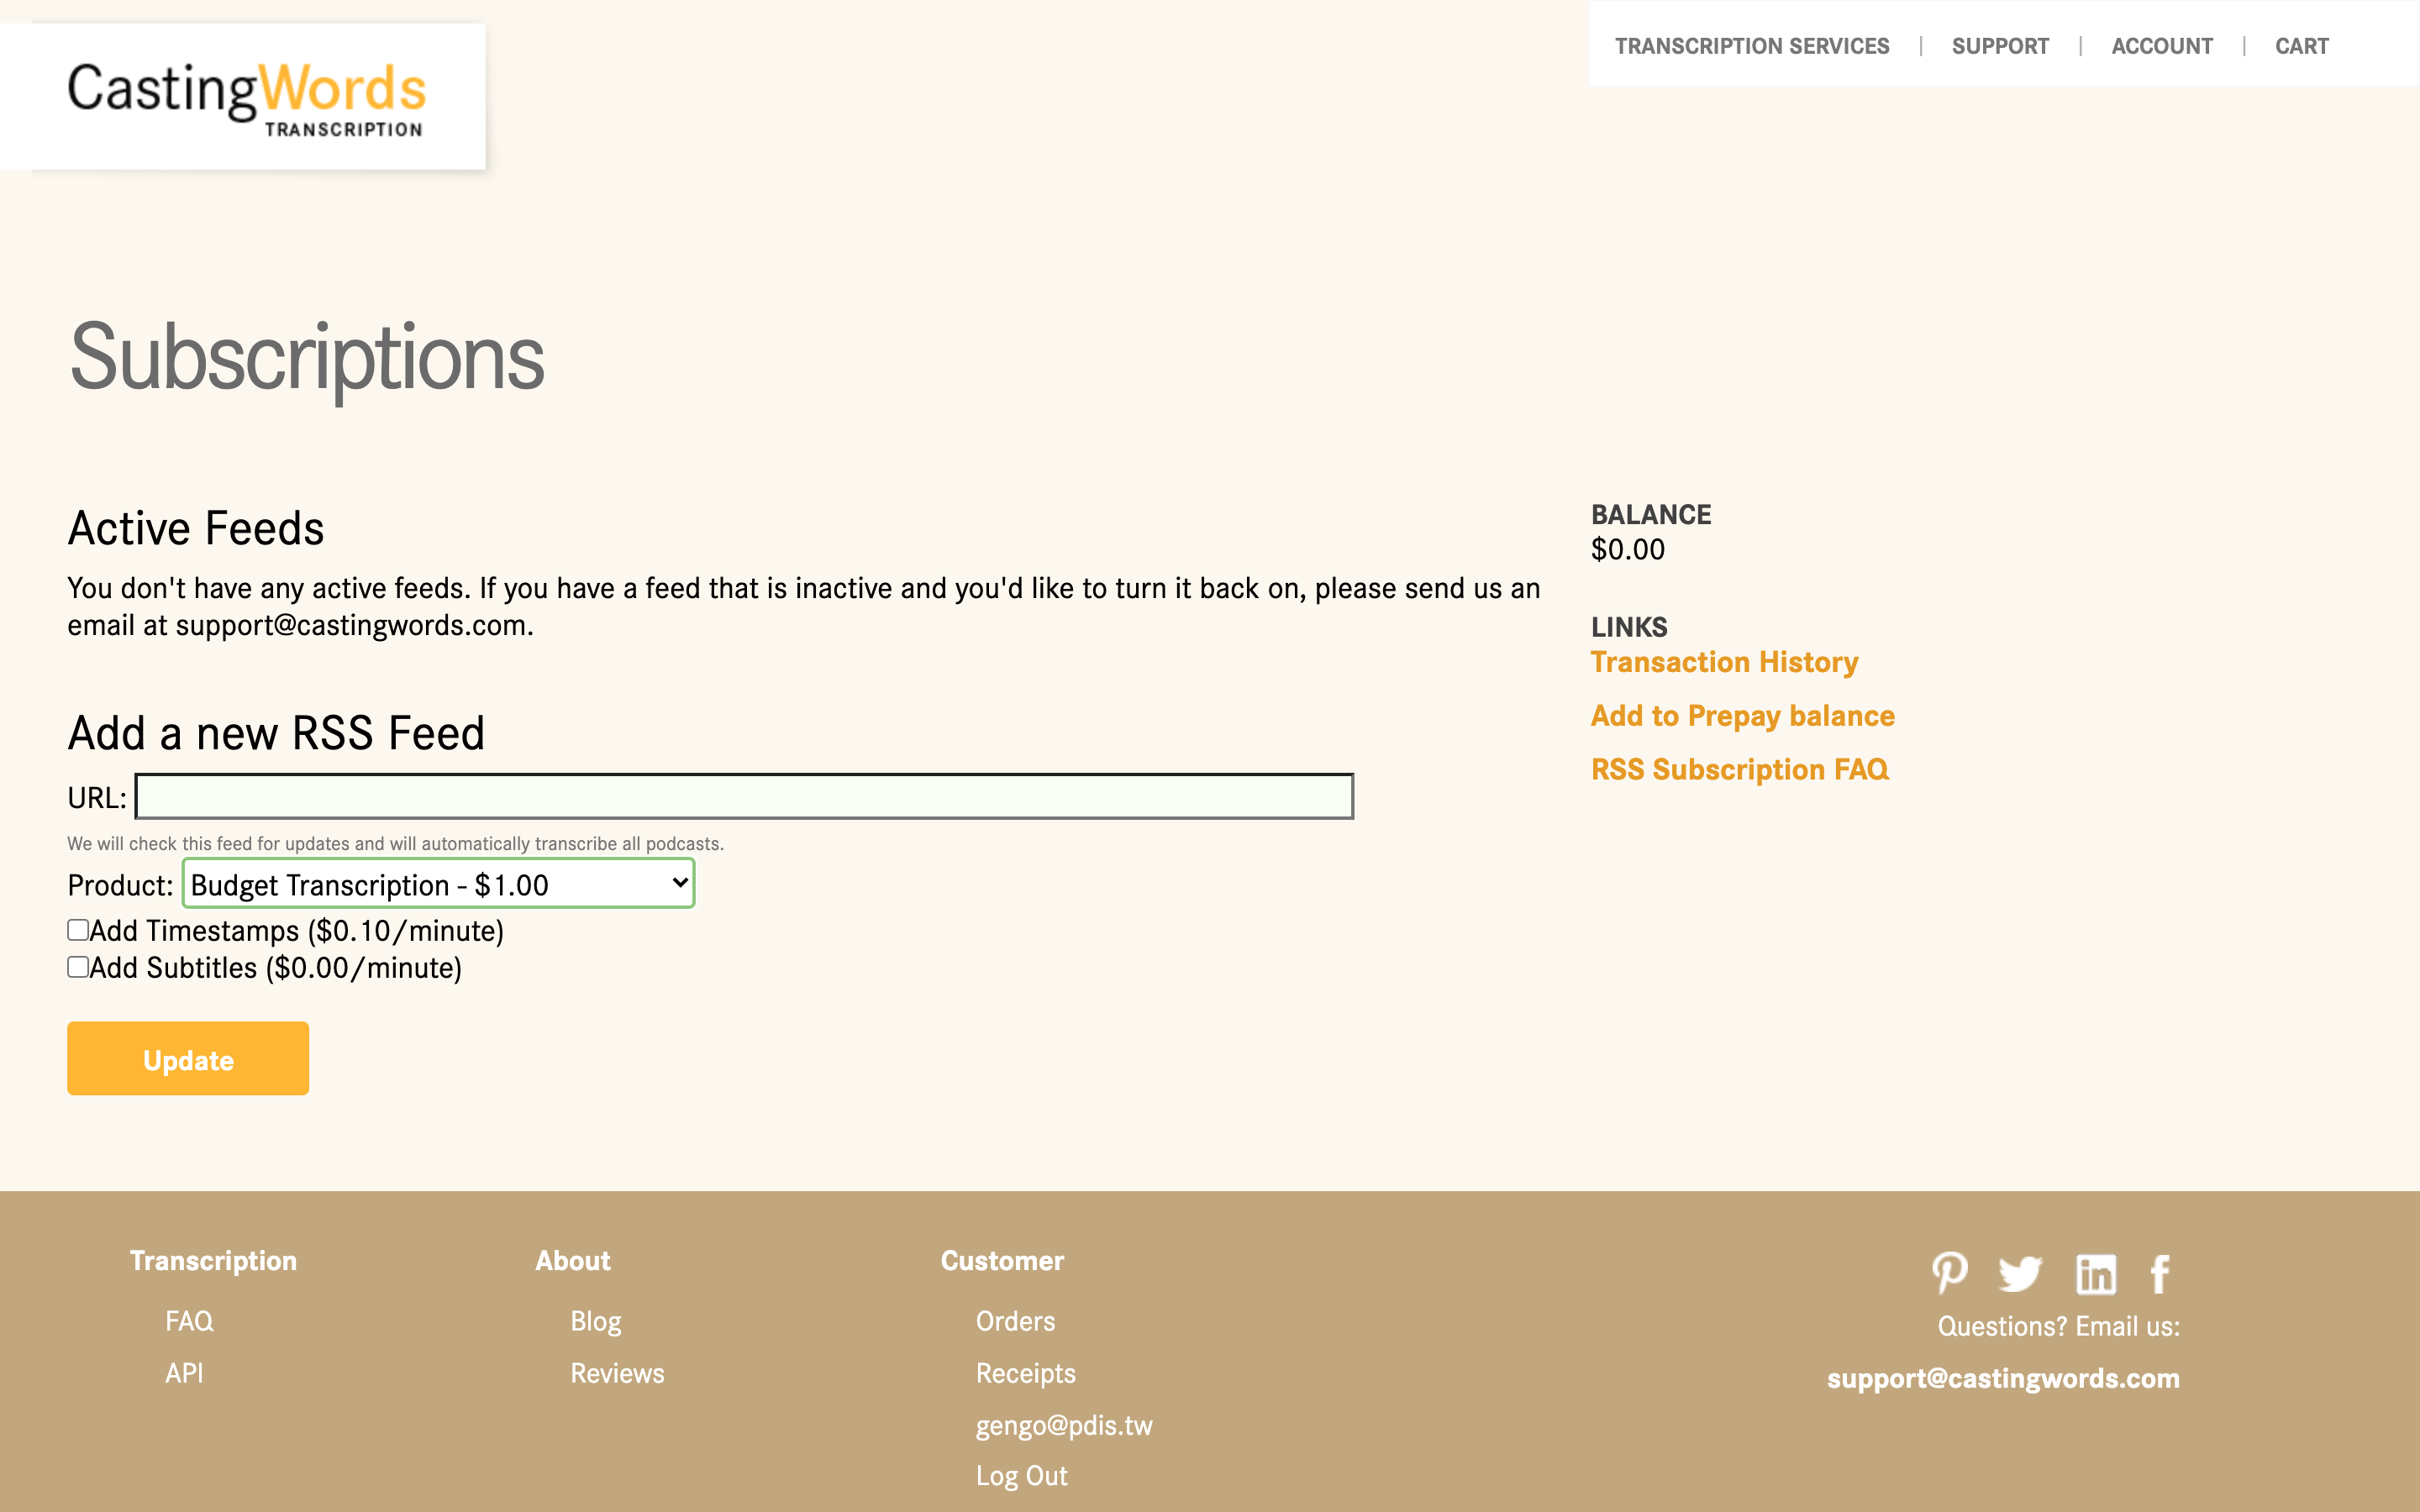 CastingWords
TRANSCRIPTION
TRANSCRIPTION SERVICES | SUPPORT | ACCOUNT | CART
Subscriptions
Active Feeds
You don't have any active feeds. If you have a feed that is inactive and you'd like to turn it back on, please send us an
email at support@castingwords.com.
Add a new RSS Feed
URL:
We will check this feed for updates and will automatically transcribe all podcasts.
Product: Budget Transcription - $1.00
Add Timestamps ($0.10/minute)
Add Subtitles ($0.00/minute)
Update
BALANCE
$0.00
LINKS
Transaction History
Add to Prepay balance
RSS Subscription FAQ
Transcription
FAQ
API
About
Blog
Reviews
Customer
Orders
Receipts
gengo@pdis.tw
Log Out
Questions? Email us:
support@castingwords.com